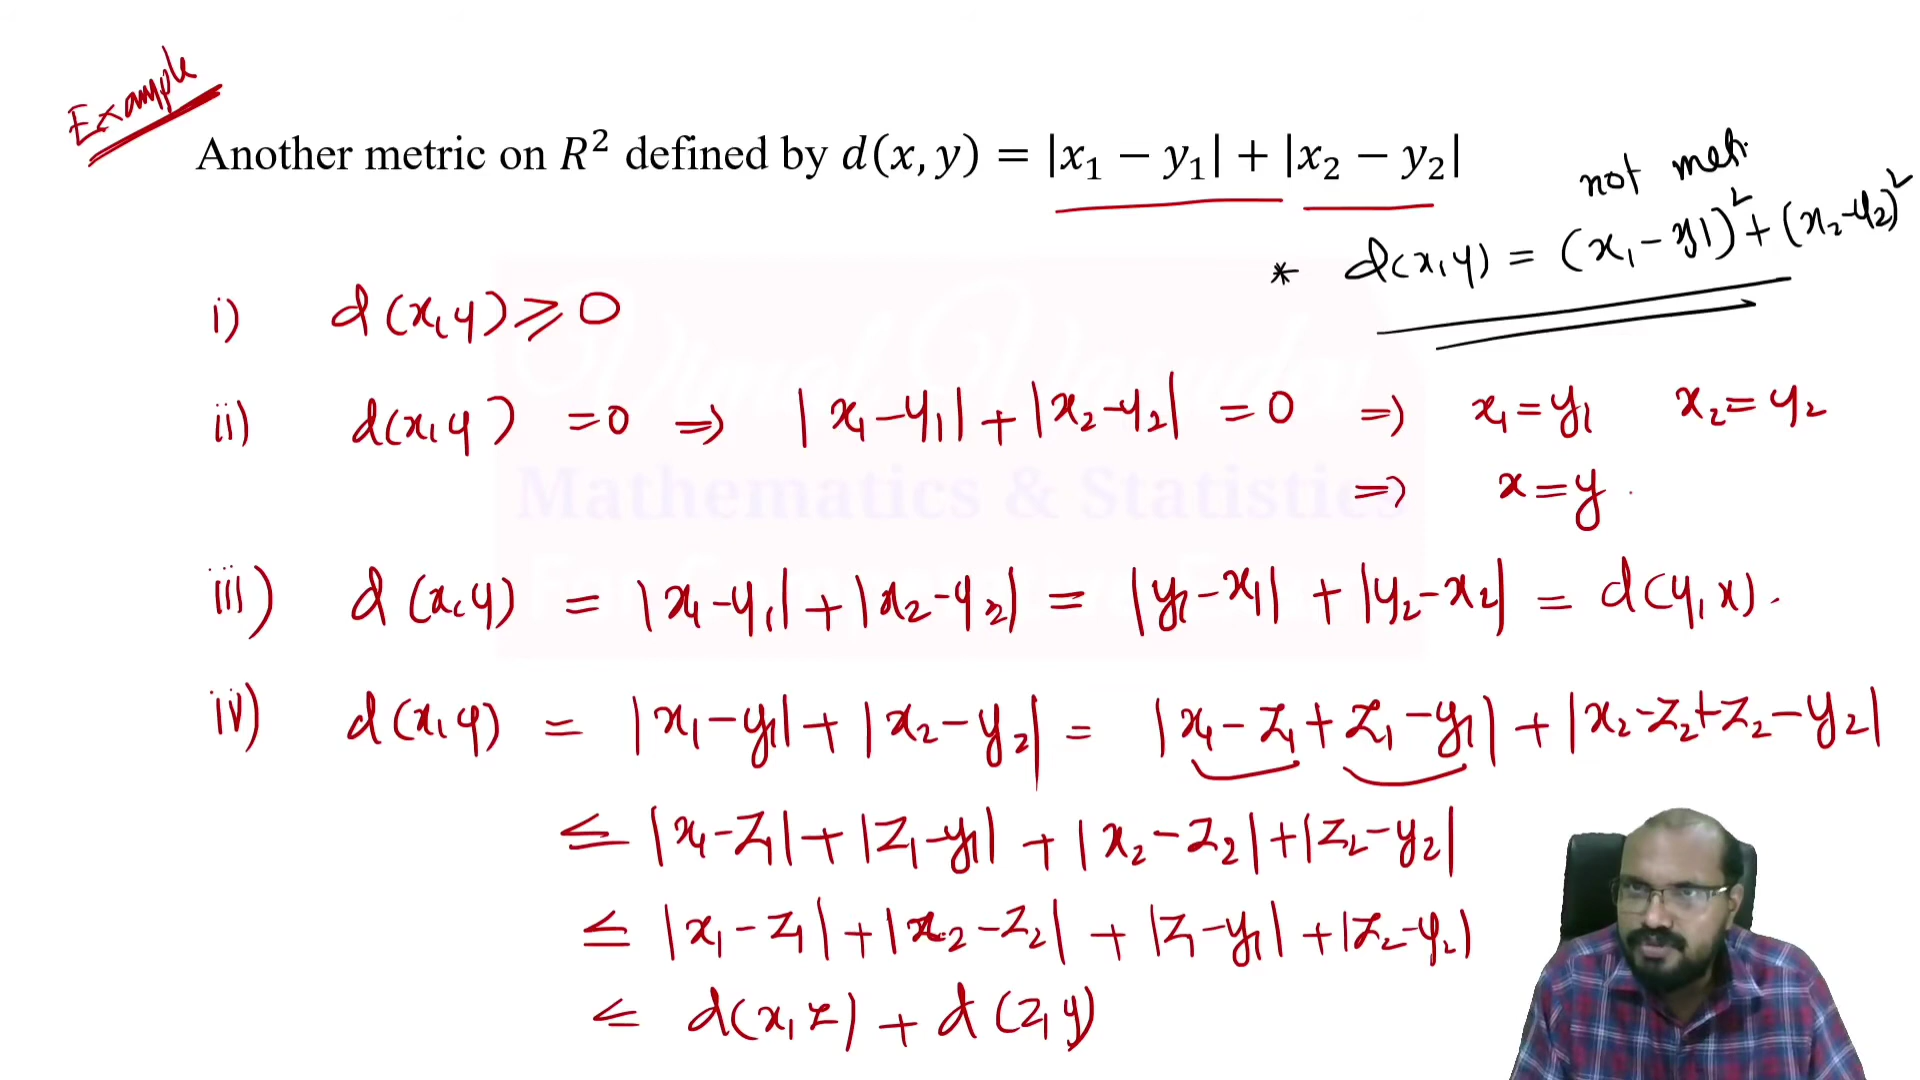 Example
Another metric on R² defined by d(x, y) = |x₁ − y₁| + |x₂ − y₂|
not metr
* d(x,y) = (x₁ − y1)² + (x₂−y₂)²
i) d(x,y) ⩾ 0
ii) d(x,y) = 0 ⇒ |x₁−y₁| + |x₂−y₂| = 0 ⇒ x₁=y₁ x₂=y₂
⇒ x=y.
Mathematics & Statistics
iii) d(x,y) = |x₁−y₁| + |x₂−y₂| = |y₁−x₁| + |y₂−x₂| = d(y,x).
iv) d(x,y) = |x₁−y₁| + |x₂−y₂| = |x₁−z₁+z₁−y₁| + |x₂−z₂+z₂−y₂|
≤ |x₁−z₁| + |z₁−y₁| + |x₂−z₂| + |z₂−y₂|
≤ |x₁−z₁| + |x₂−z₂| + |z₁−y₁| + |z₂−y₂|
≤ d(x,z) + d(z,y)